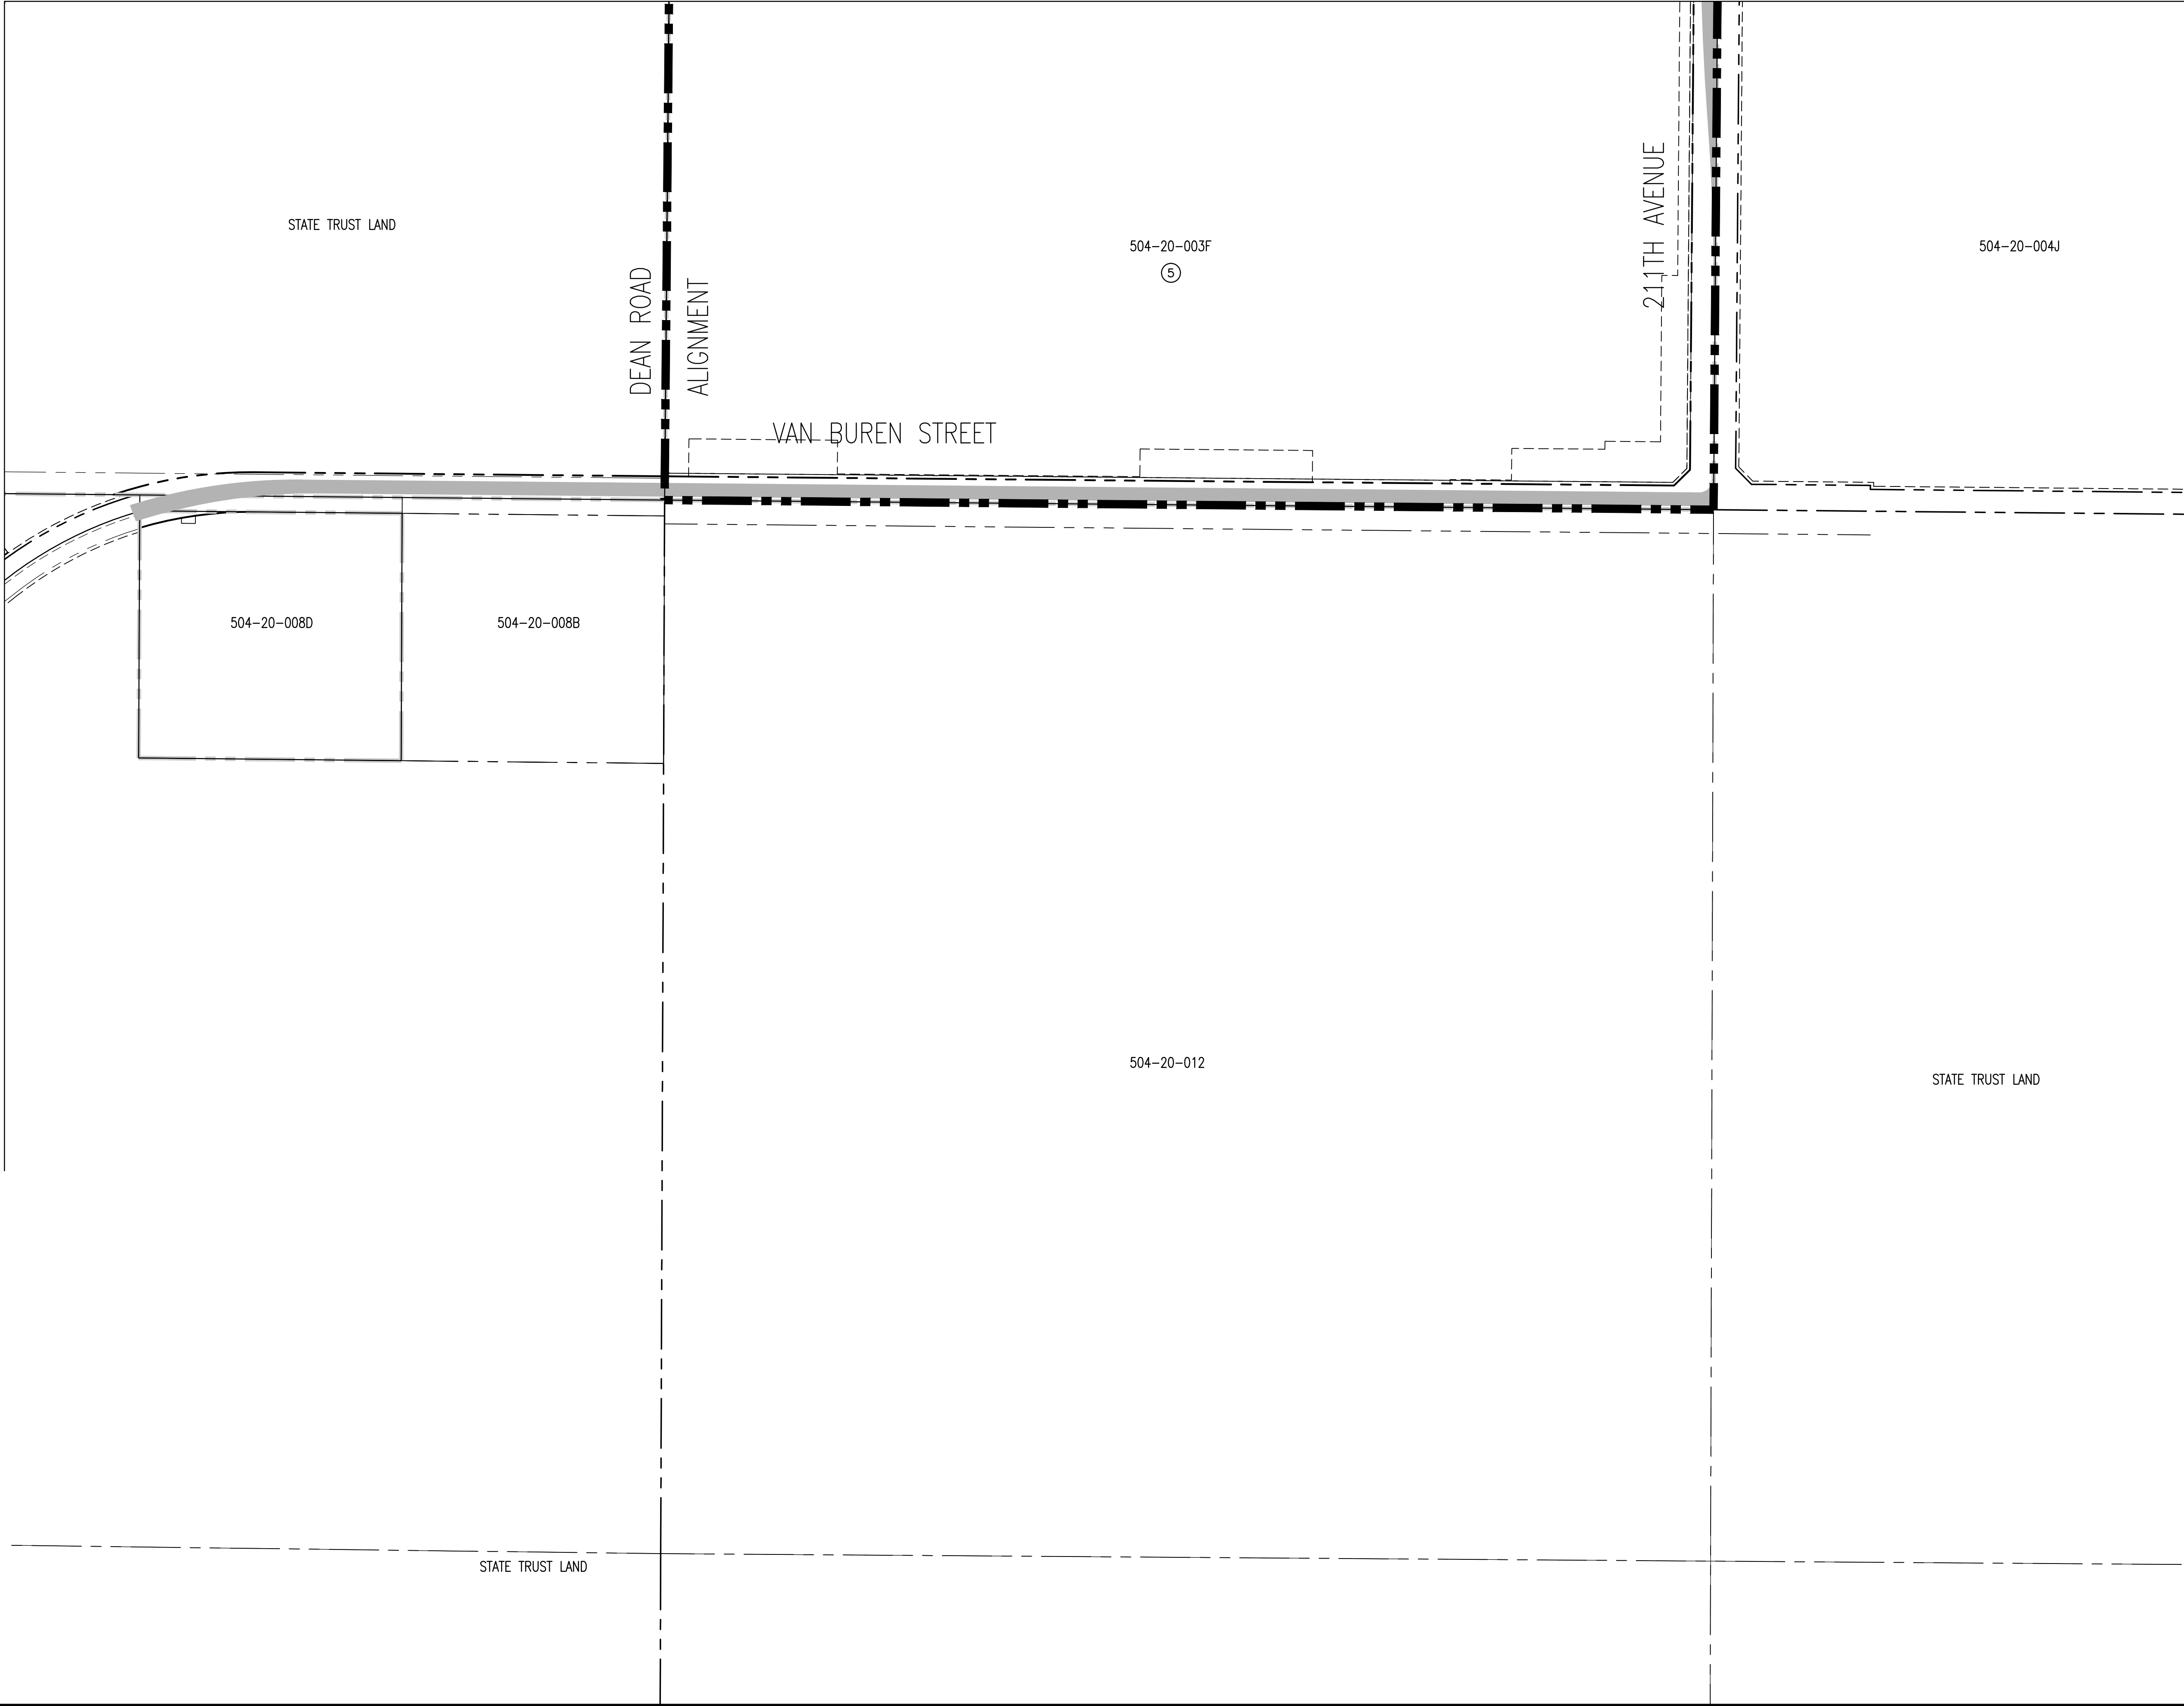 STATE TRUST LAND
504-20-003F
5
504-20-004J
DEAN ROAD
ALIGNMENT
211TH AVENUE
VAN BUREN STREET
504-20-008D
504-20-008B
504-20-012
STATE TRUST LAND
STATE TRUST LAND